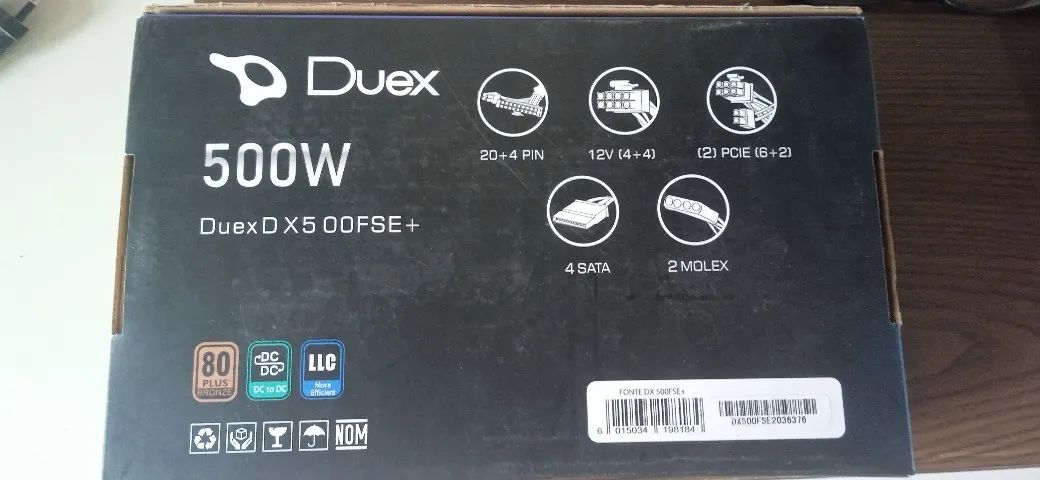 Duex
500W
DuexDX500FSE+
20+4 PIN
12V (4+4)
(2) PCIE (6+2)
4 SATA
2 MOLEX
80
PLUS
BRONZE
DC
DC
DC to DC
LLC
More
Efficient
NOM
FONTE DX 500FSE+
6 015034 198184
DX500FSE2036376